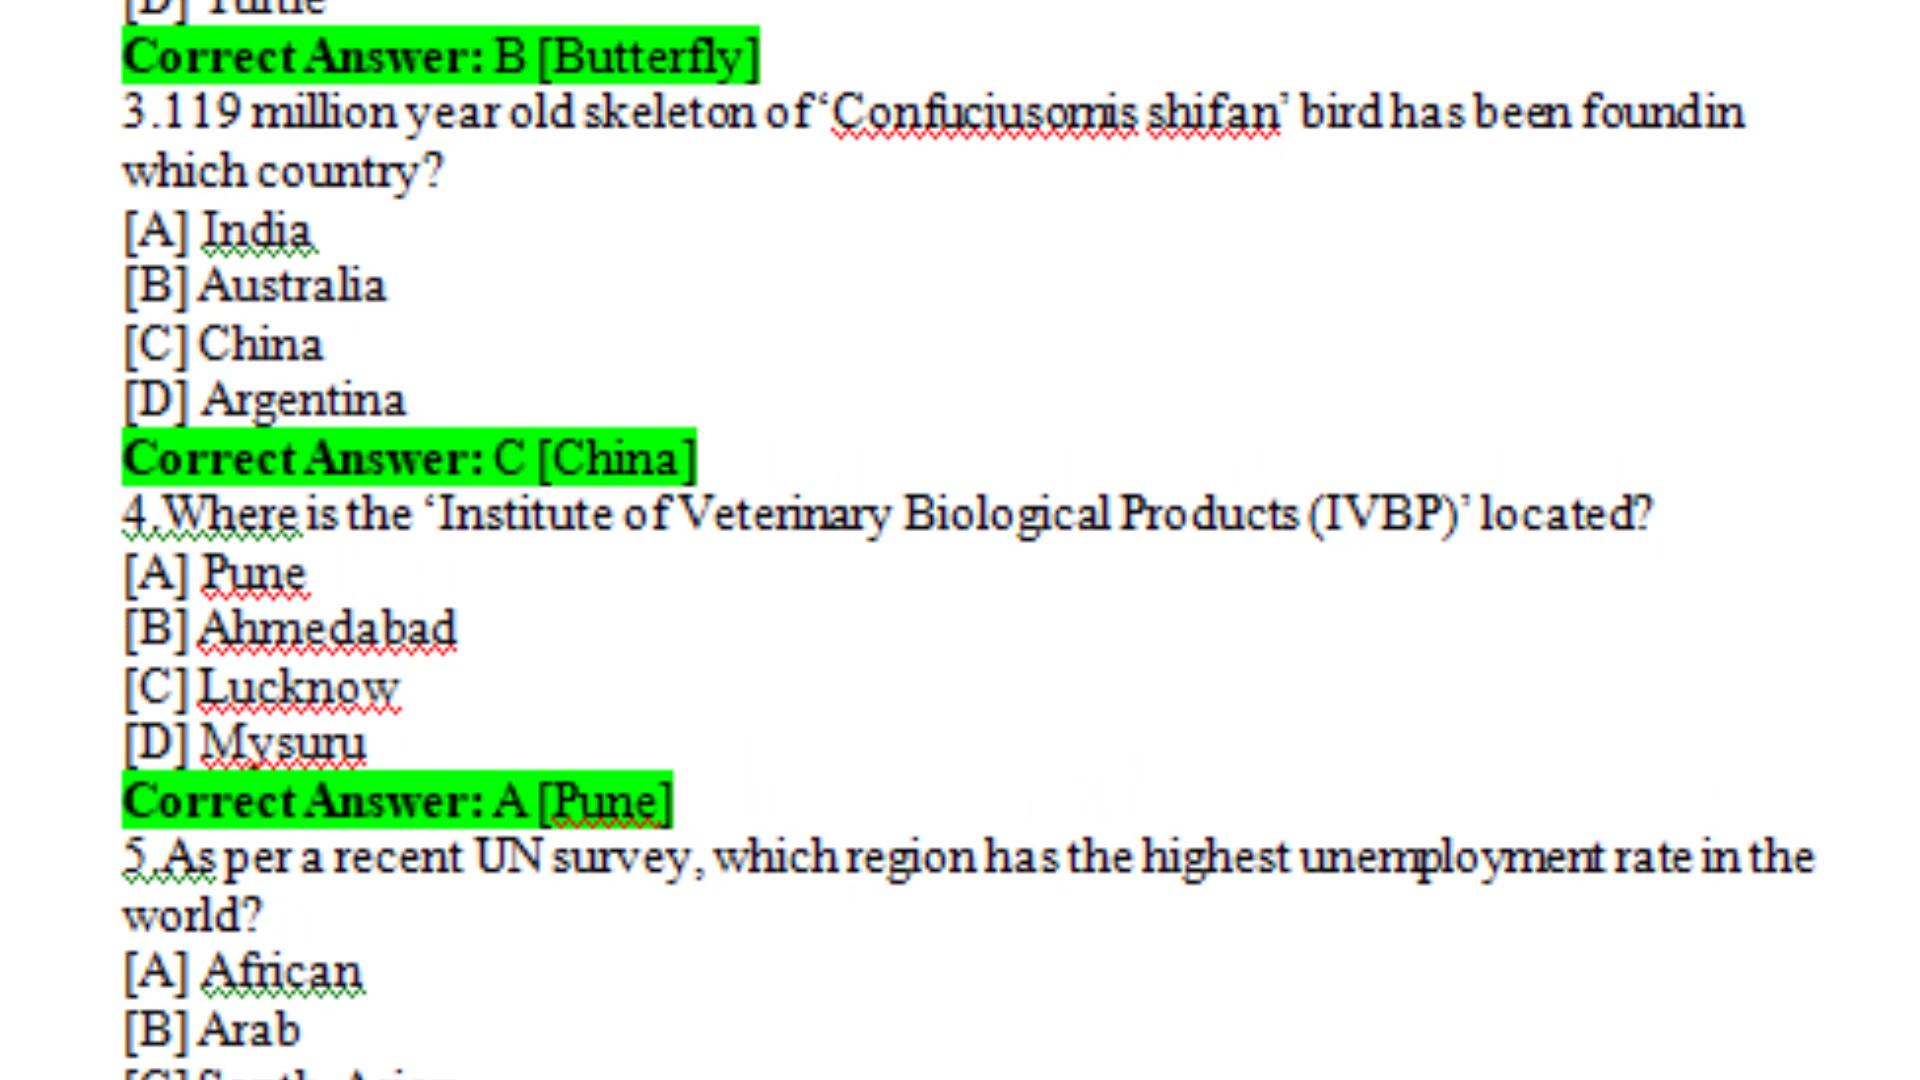 [D] Turtle
Correct Answer: B [Butterfly]
3.119 million year old skeleton of ‘Confuciusornis shifan’ bird has been foundin
which country?
[A] India
[B] Australia
[C] China
[D] Argentina
Correct Answer: C [China]
4.Where is the ‘Institute of Veterinary Biological Products (IVBP)’ located?
[A] Pune
[B] Ahmedabad
[C] Lucknow
[D] Mysuru
Correct Answer: A [Pune]
5.As per a recent UN survey, which region has the highest unemployment rate in the
world?
[A] African
[B] Arab
[C] South Asian